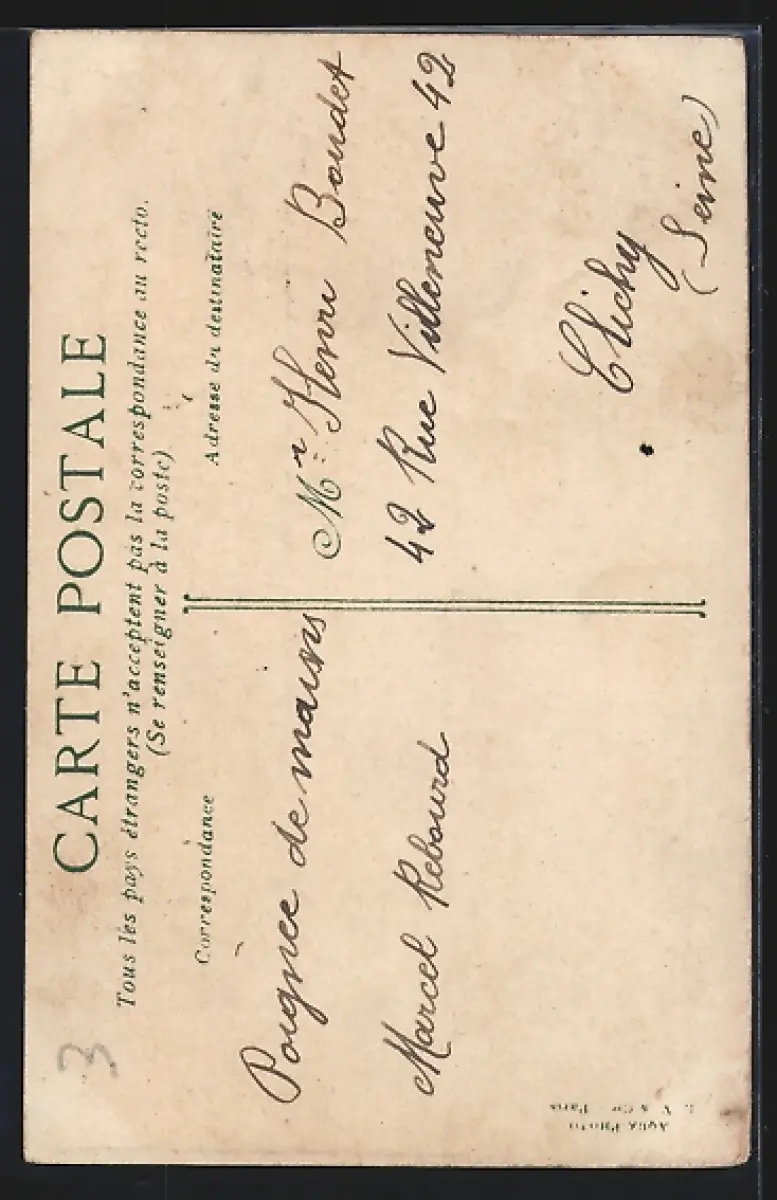 CARTE POSTALE
Tous les pays étrangers n'acceptent pas la correspondance au recto.
(Se renseigner à la poste)
Correspondance
Poignée de mains
Marcel Rebourd
Adresse du destinataire
Mr Henri Boudet
42 Rue Villeneuve 42
Clichy
(Seine)
3
Paris